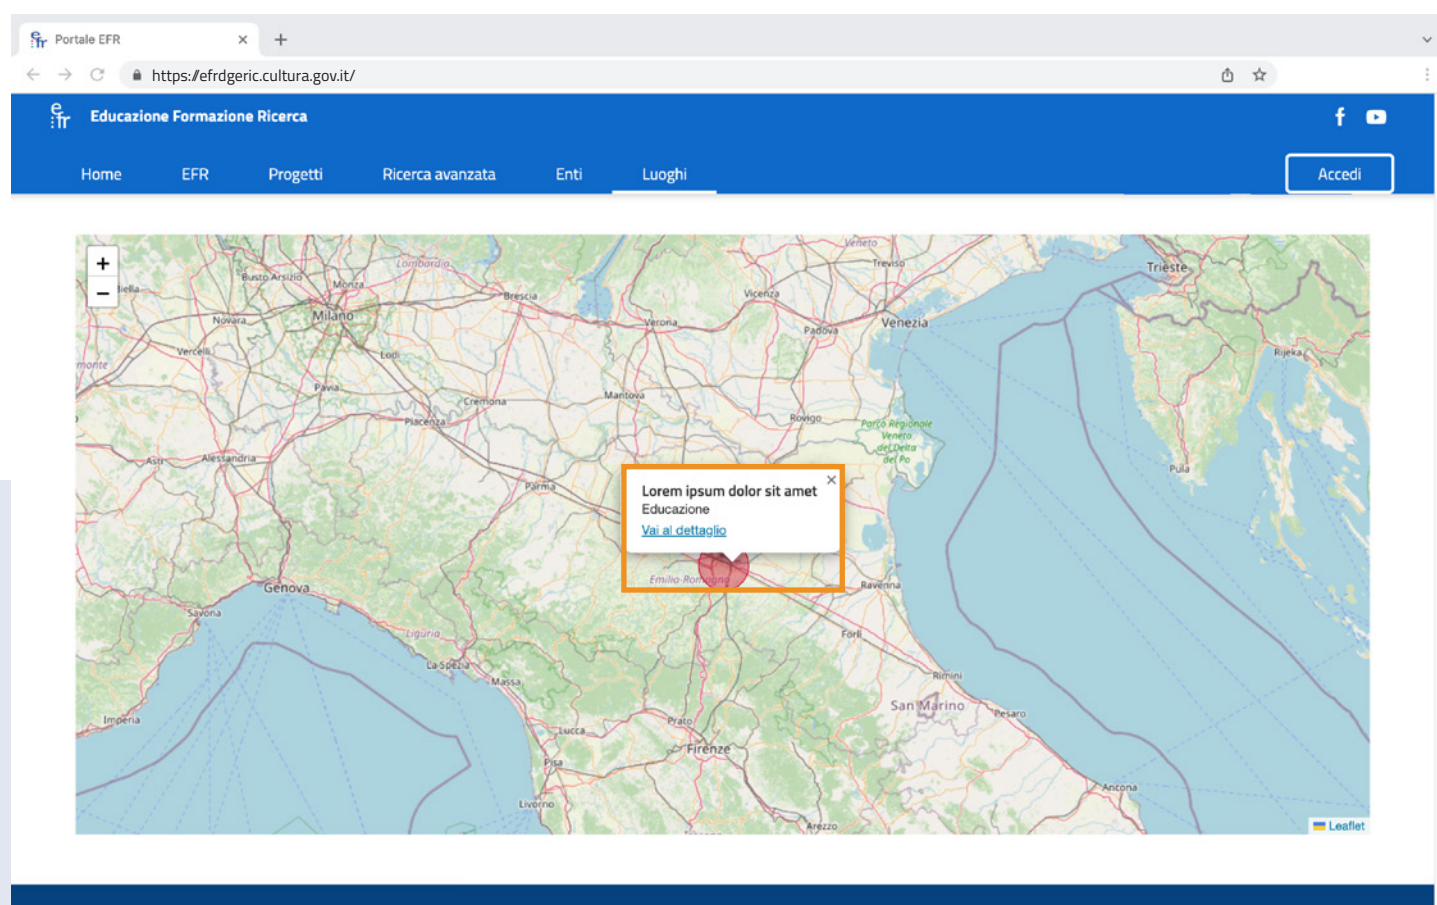 Portale EFR
https://efrdgeric.cultura.gov.it/
efr Educazione Formazione Ricerca
Home EFR Progetti Ricerca avanzata Enti Luoghi Accedi
+
−
Lombardia
Veneto
Treviso
Trieste
Busto Arsizio
Monza
Biella
Brescia
Vicenza
Novara
Milano
Verona
Padova
Venezia
Vercelli
Lodi
Rijeka
monte
Pavia
Cremona
Mantova
Piacenza
Rovigo
Parco Regionale
Veneto
del Delta
del Po
Asti
Alessandria
Pula
Parma
Lorem ipsum dolor sit amet
Educazione
Vai al dettaglio
Emilio-Romagna
Ravenna
Genova
Savona
Liguria
Forlì
La Spezia
Massa
Rimini
San Marino
Pesaro
Imperia
Prato
Lucca
Firenze
Pisa
Ancona
Livorno
Arezzo
Leaflet